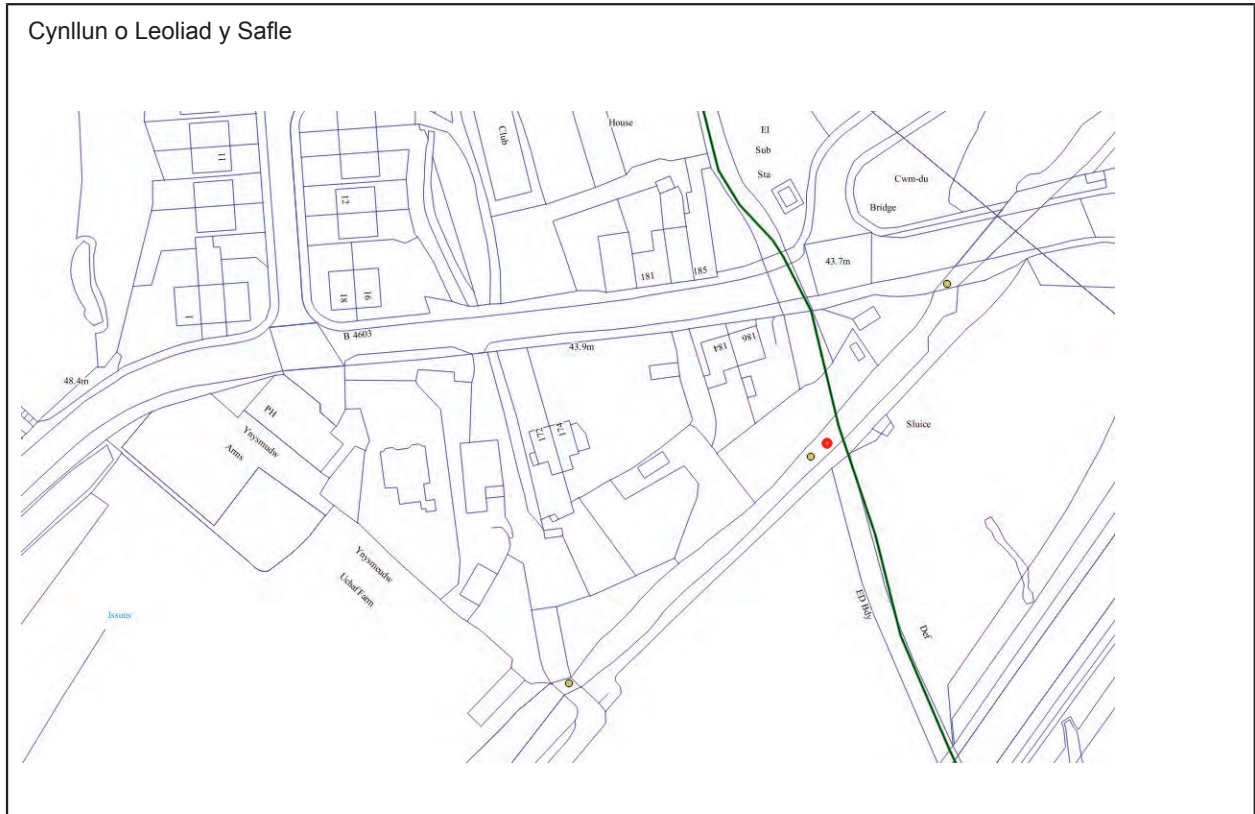 Cynllun o Leoliad y Safle
House
Club
El
Sub
Sta
11
12
Cwm-du
Bridge
181
185
43.7m
18
16
1
B 4603
43.9m
184
186
48.4m
PH
Ynysmudw
Arms
172
174
Sluice
Ynysmeudw
Uchaf Farm
Issues
ED Bdy
Def